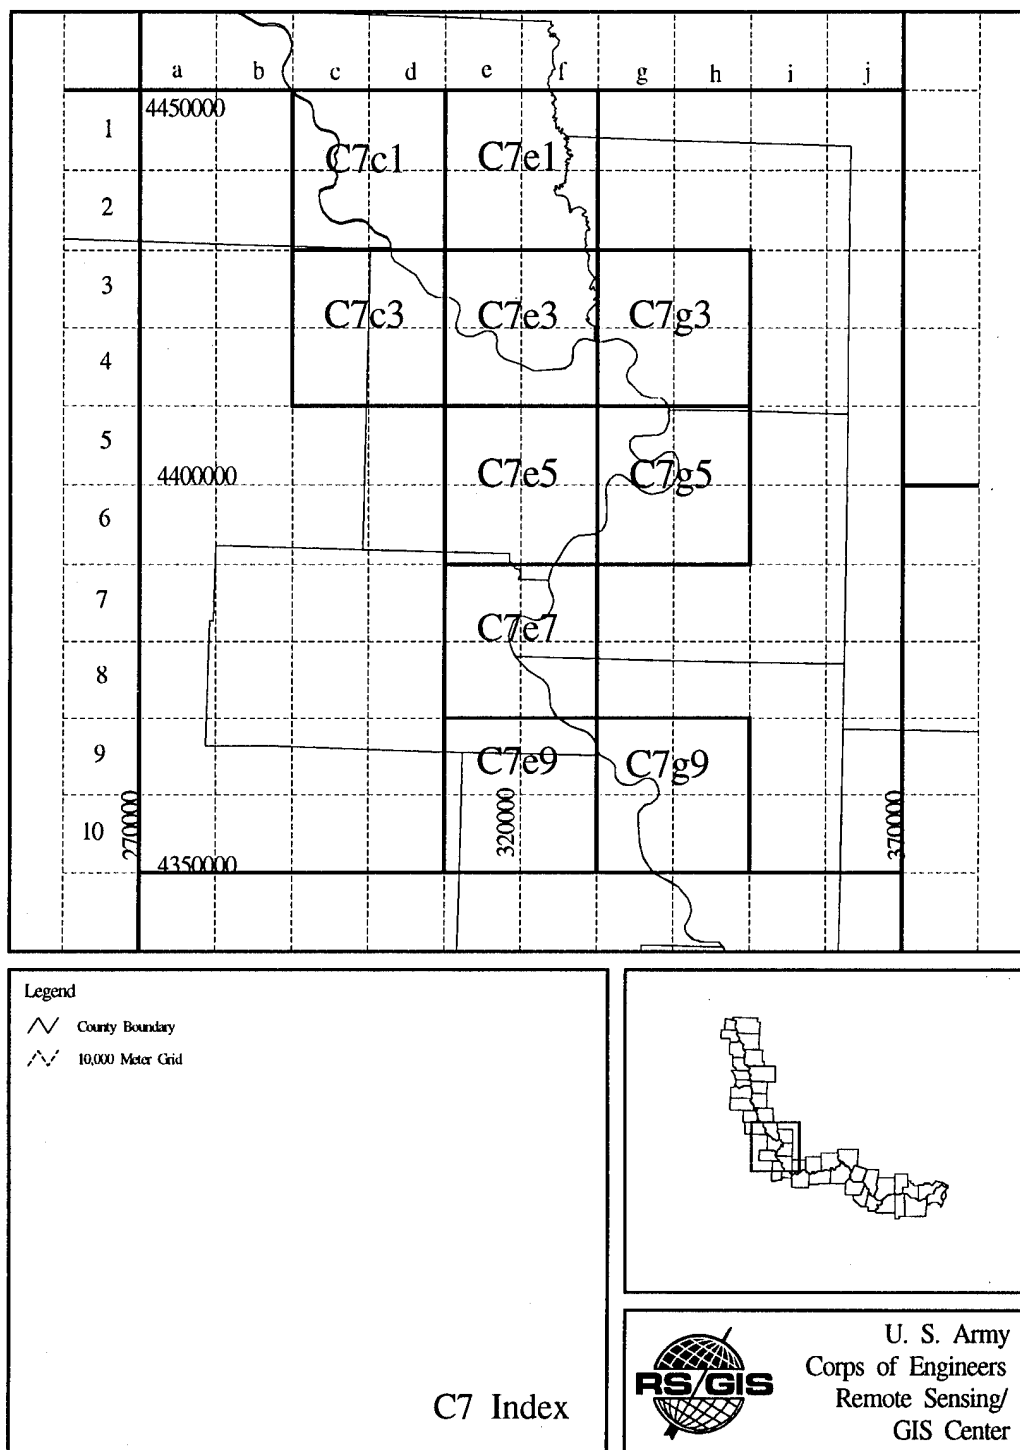 a b c d e f g h i j
4450000
1
C7c1 C7e1
2
3
C7c3 C7e3 C7g3
4
5
4400000 C7e5 C7g5
6
7
C7e7
8
9
C7e9 C7g9
10
270000 320000 370000
4350000
Legend
County Boundary
10,000 Meter Grid
C7 Index
RS/GIS
U. S. Army
Corps of Engineers
Remote Sensing/
GIS Center